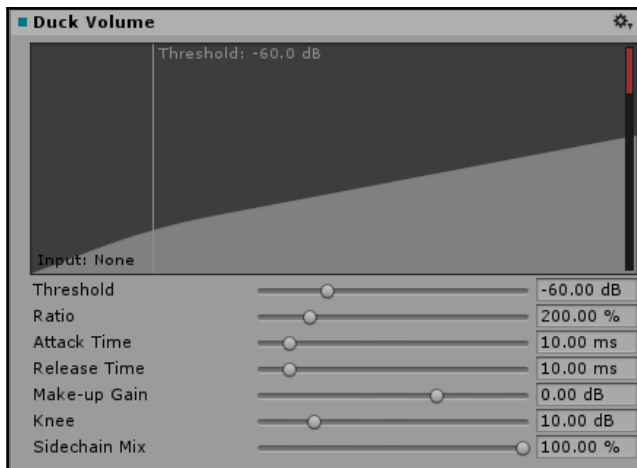 Duck Volume
Threshold: -60.0 dB
Input: None
Threshold -60.00 dB
Ratio 200.00 %
Attack Time 10.00 ms
Release Time 10.00 ms
Make-up Gain 0.00 dB
Knee 10.00 dB
Sidechain Mix 100.00 %